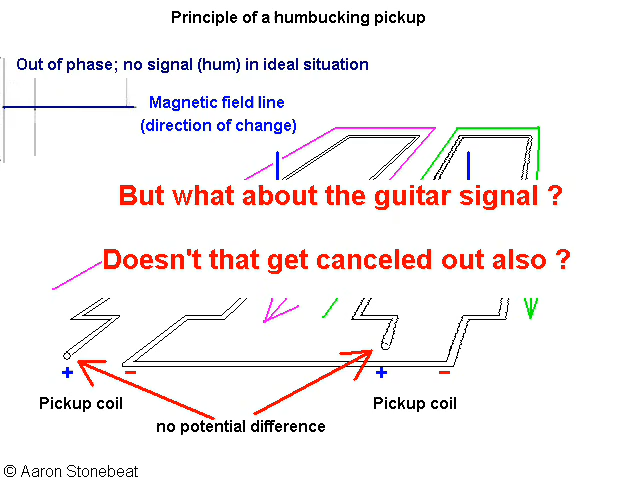 Principle of a humbucking pickup
Out of phase; no signal (hum) in ideal situation
Magnetic field line
(direction of change)
But what about the guitar signal ?
Doesn't that get canceled out also ?
+ − + −
Pickup coil Pickup coil
no potential difference
© Aaron Stonebeat